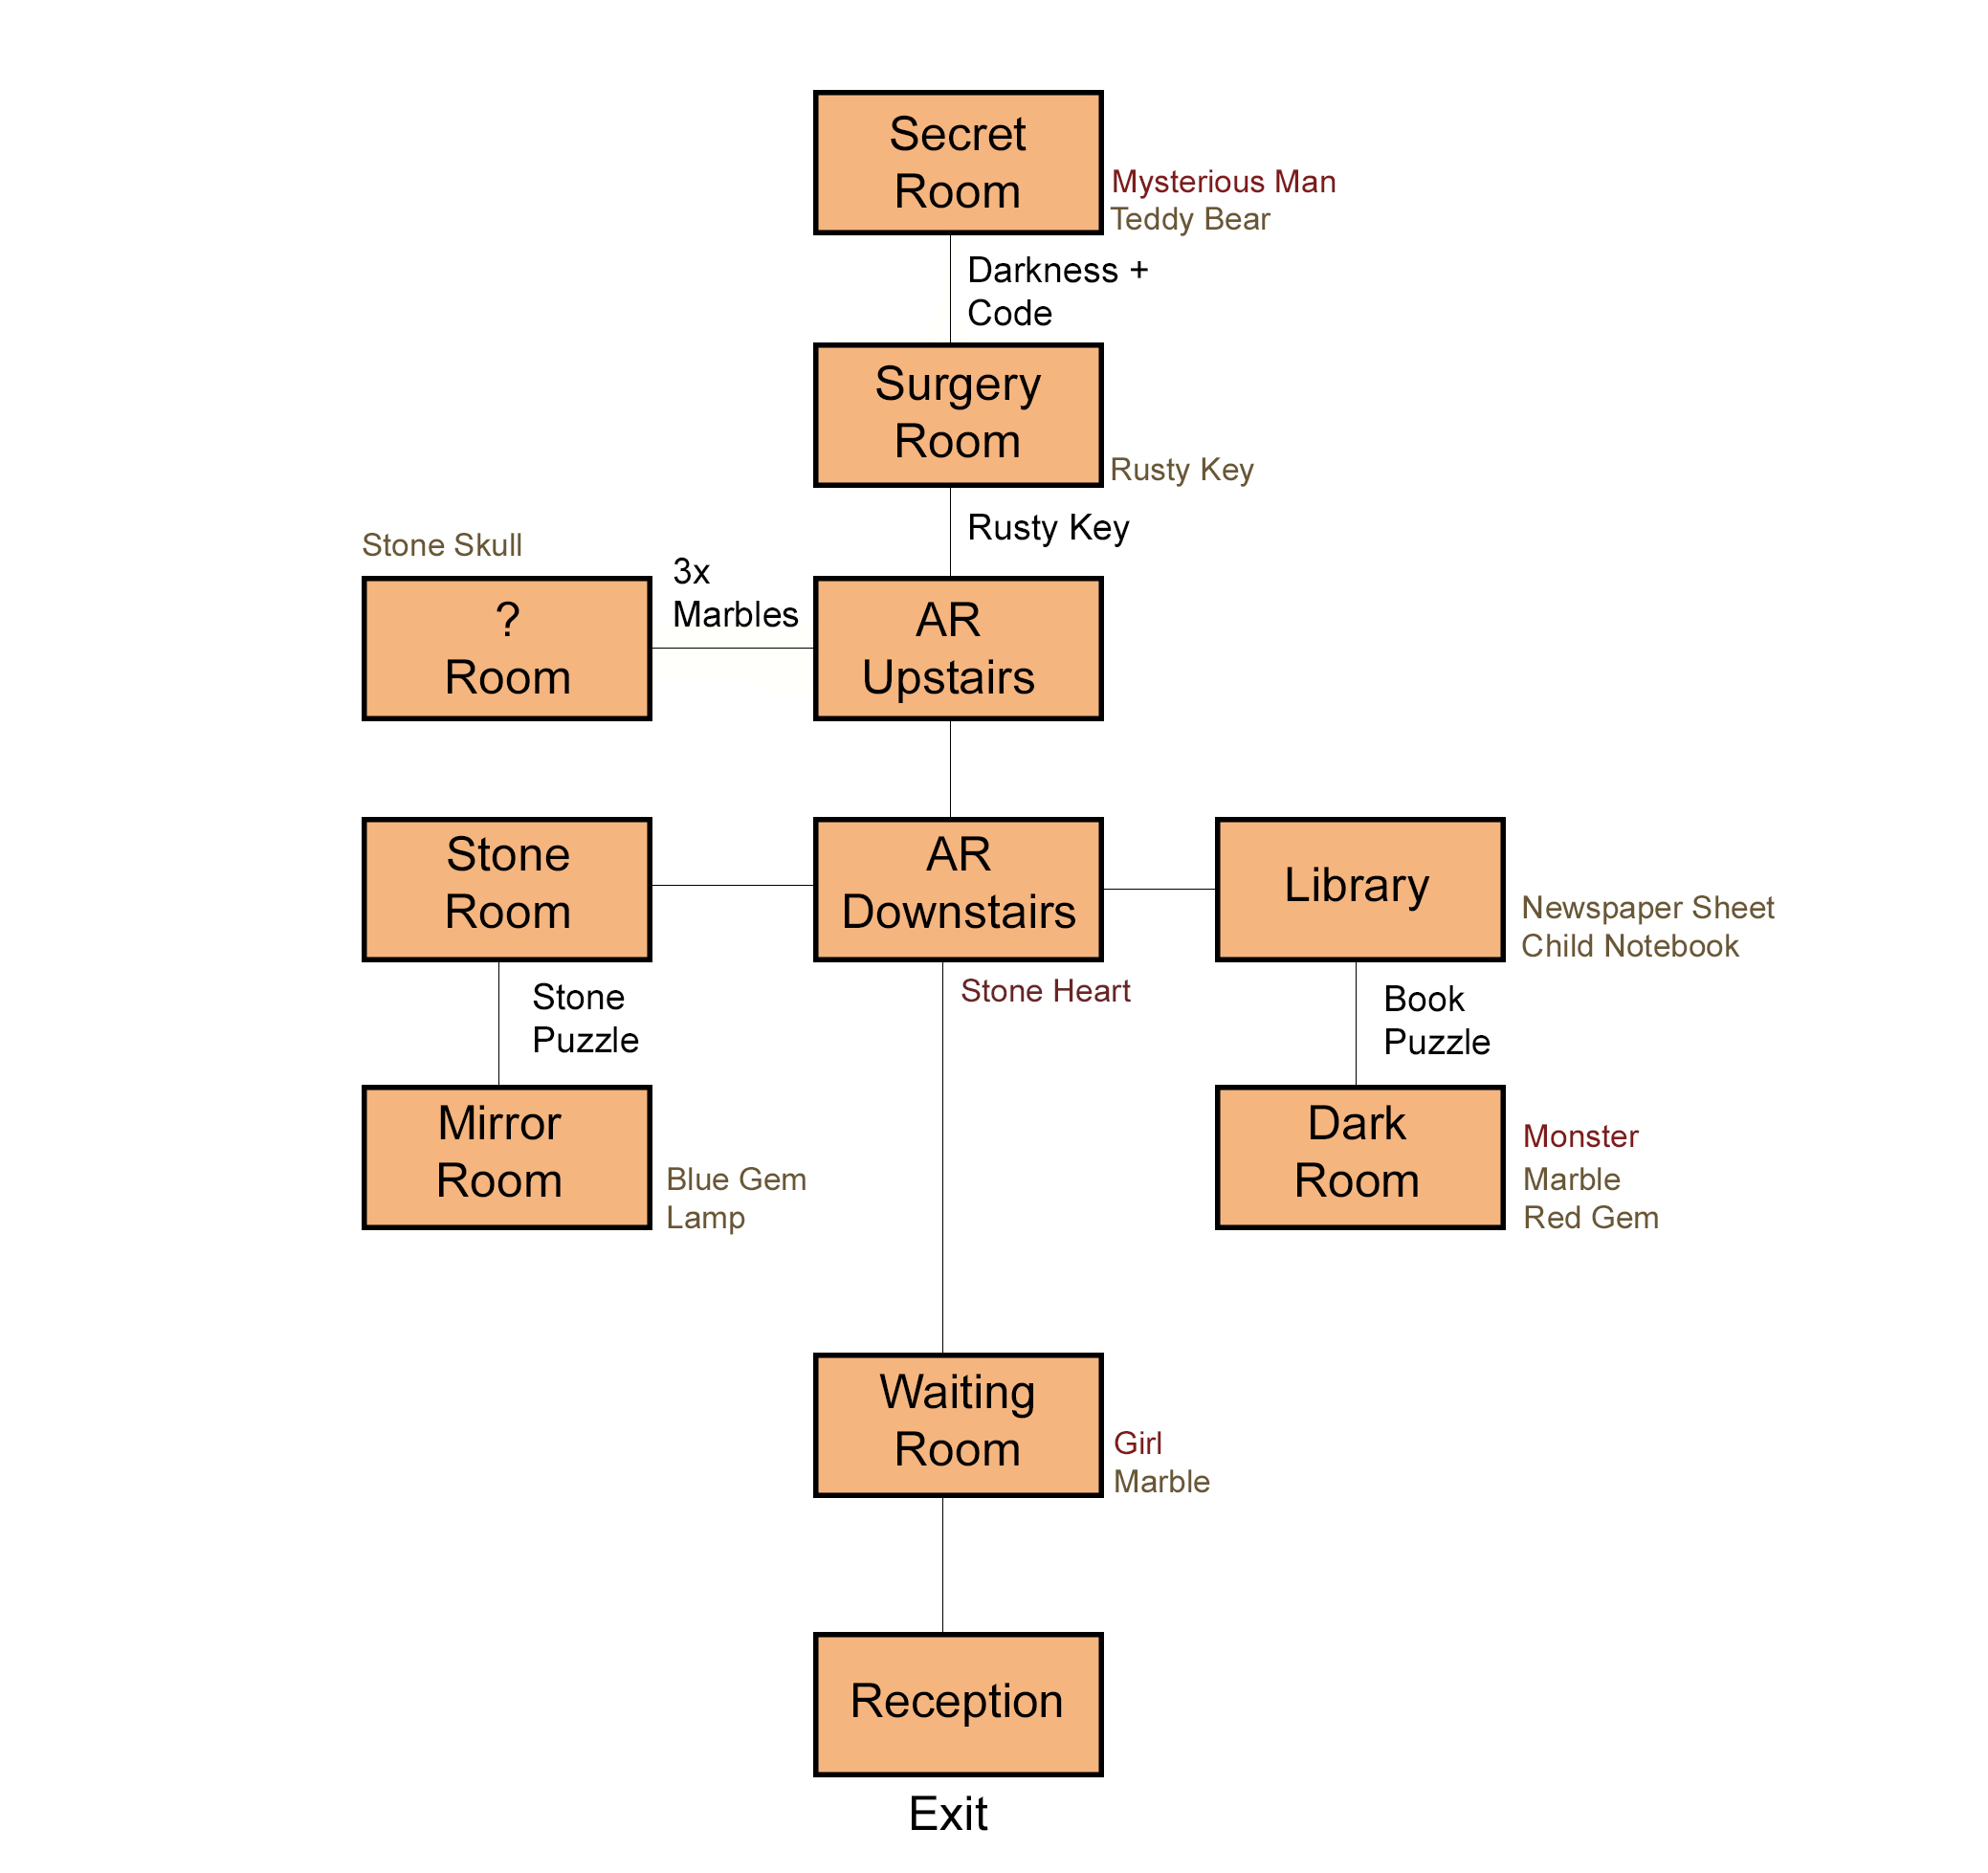 Secret
Room
Mysterious Man
Teddy Bear
Darkness +
Code
Surgery
Room
Rusty Key
Rusty Key
Stone Skull
?
Room
3x
Marbles
AR
Upstairs
Stone
Room
AR
Downstairs
Library
Newspaper Sheet
Child Notebook
Stone
Puzzle
Stone Heart
Book
Puzzle
Mirror
Room
Blue Gem
Lamp
Dark
Room
Monster
Marble
Red Gem
Waiting
Room
Girl
Marble
Reception
Exit